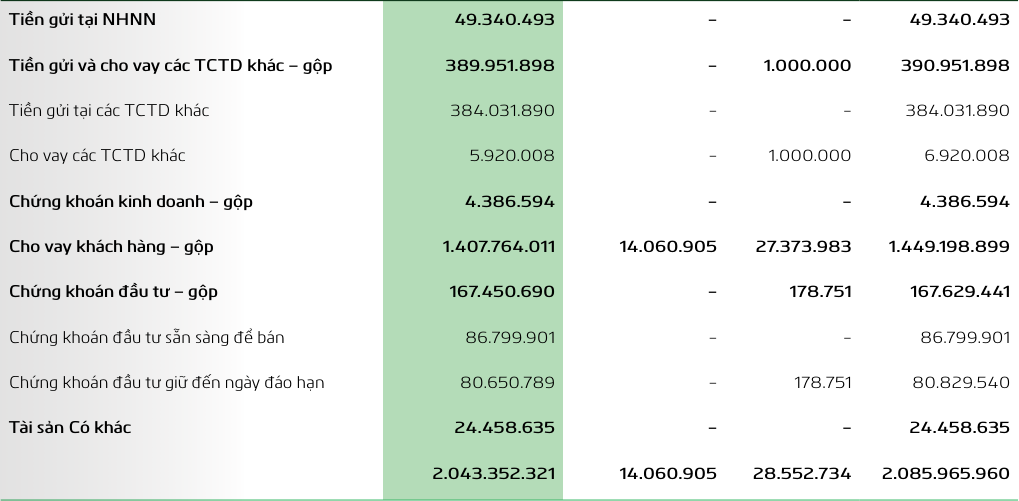 Tiền gửi tại NHNN 49.340.493 – – 49.340.493
Tiền gửi và cho vay các TCTD khác – gộp 389.951.898 – 1.000.000 390.951.898
Tiền gửi tại các TCTD khác 384.031.890 – – 384.031.890
Cho vay các TCTD khác 5.920.008 – 1.000.000 6.920.008
Chứng khoán kinh doanh – gộp 4.386.594 – – 4.386.594
Cho vay khách hàng – gộp 1.407.764.011 14.060.905 27.373.983 1.449.198.899
Chứng khoán đầu tư – gộp 167.450.690 – 178.751 167.629.441
Chứng khoán đầu tư sẵn sàng để bán 86.799.901 – – 86.799.901
Chứng khoán đầu tư giữ đến ngày đáo hạn 80.650.789 – 178.751 80.829.540
Tài sản Có khác 24.458.635 – – 24.458.635
2.043.352.321 14.060.905 28.552.734 2.085.965.960